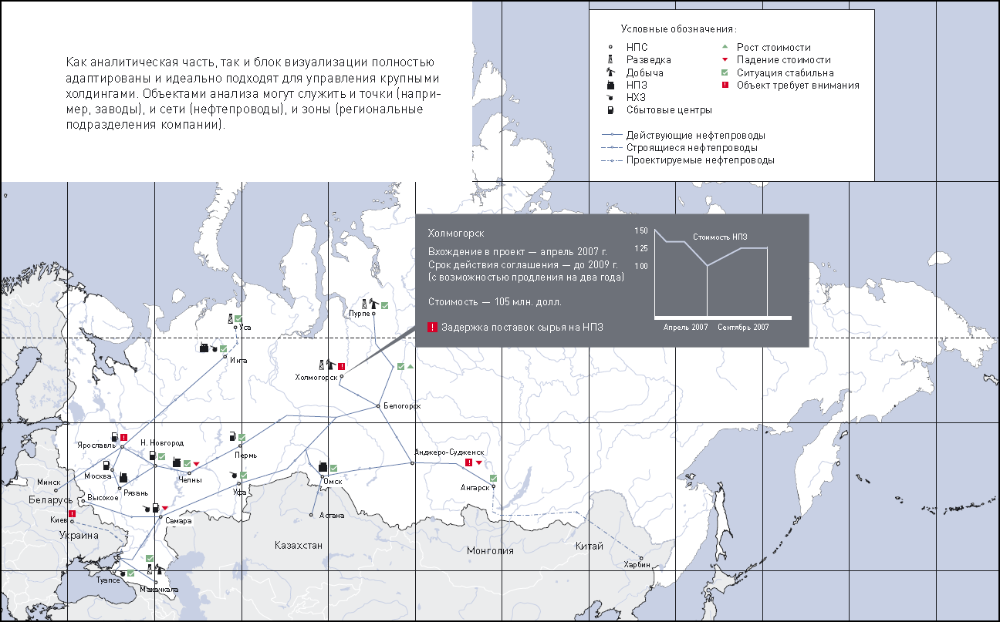 Как аналитическая часть, так и блок визуализации полностью
адаптированы и идеально подходят для управления крупными
холдингами. Объектами анализа могут служить и точки (напри-
мер, заводы), и сети (нефтепроводы), и зоны (региональные
подразделения компании).
Условные обозначения:
НПС
Разведка
Добыча
НПЗ
НХЗ
Сбытовые центры
Рост стоимости
Падение стоимости
Ситуация стабильна
Объект требует внимания
Действующие нефтепроводы
Строящиеся нефтепроводы
Проектируемые нефтепроводы
Холмогорск
Вхождение в проект — апрель 2007 г.
Срок действия соглашения — до 2009 г.
(с возможностью продления на два года)
Стоимость — 105 млн. долл.
! Задержка поставок сырья на НПЗ
Стоимость НПЗ
150
125
100
Апрель 2007 Сентябрь 2007
Пурпе
Уса
Инта
Холмогорск
Белогорск
Ярославль
Н. Новгород
Пермь
Анджеро-Судженск
Москва
Челны
Минск
Рязань
Уфа
Омск
Ангарск
Беларусь
Высокое
Киев
Самара
Астана
Украина
Казахстан
Монголия
Китай
Харбин
Туапсе
Махачкала